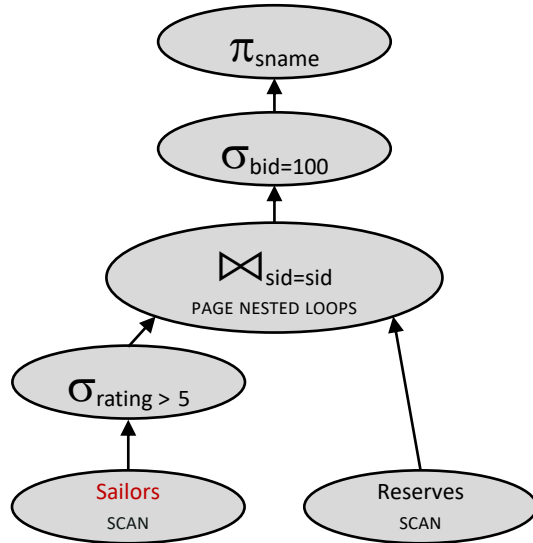 πsname
σbid=100
⋈sid=sid
PAGE NESTED LOOPS
σrating > 5
Sailors
SCAN
Reserves
SCAN